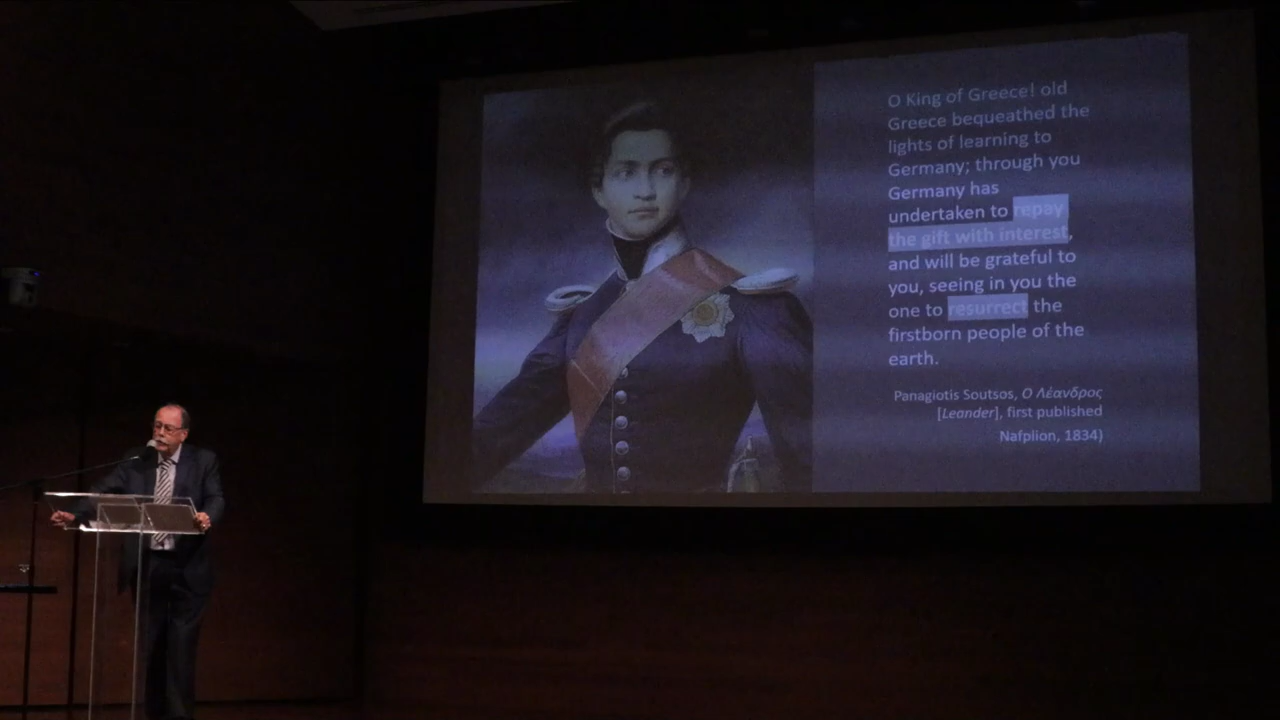 O King of Greece! old
Greece bequeathed the
lights of learning to
Germany; through you
Germany has
undertaken to repay
the gift with interest,
and will be grateful to
you, seeing in you the
one to resurrect the
firstborn people of the
earth.
Panagiotis Soutsos, Ο Λέανδρος
[Leander], first published
Nafplion, 1834)